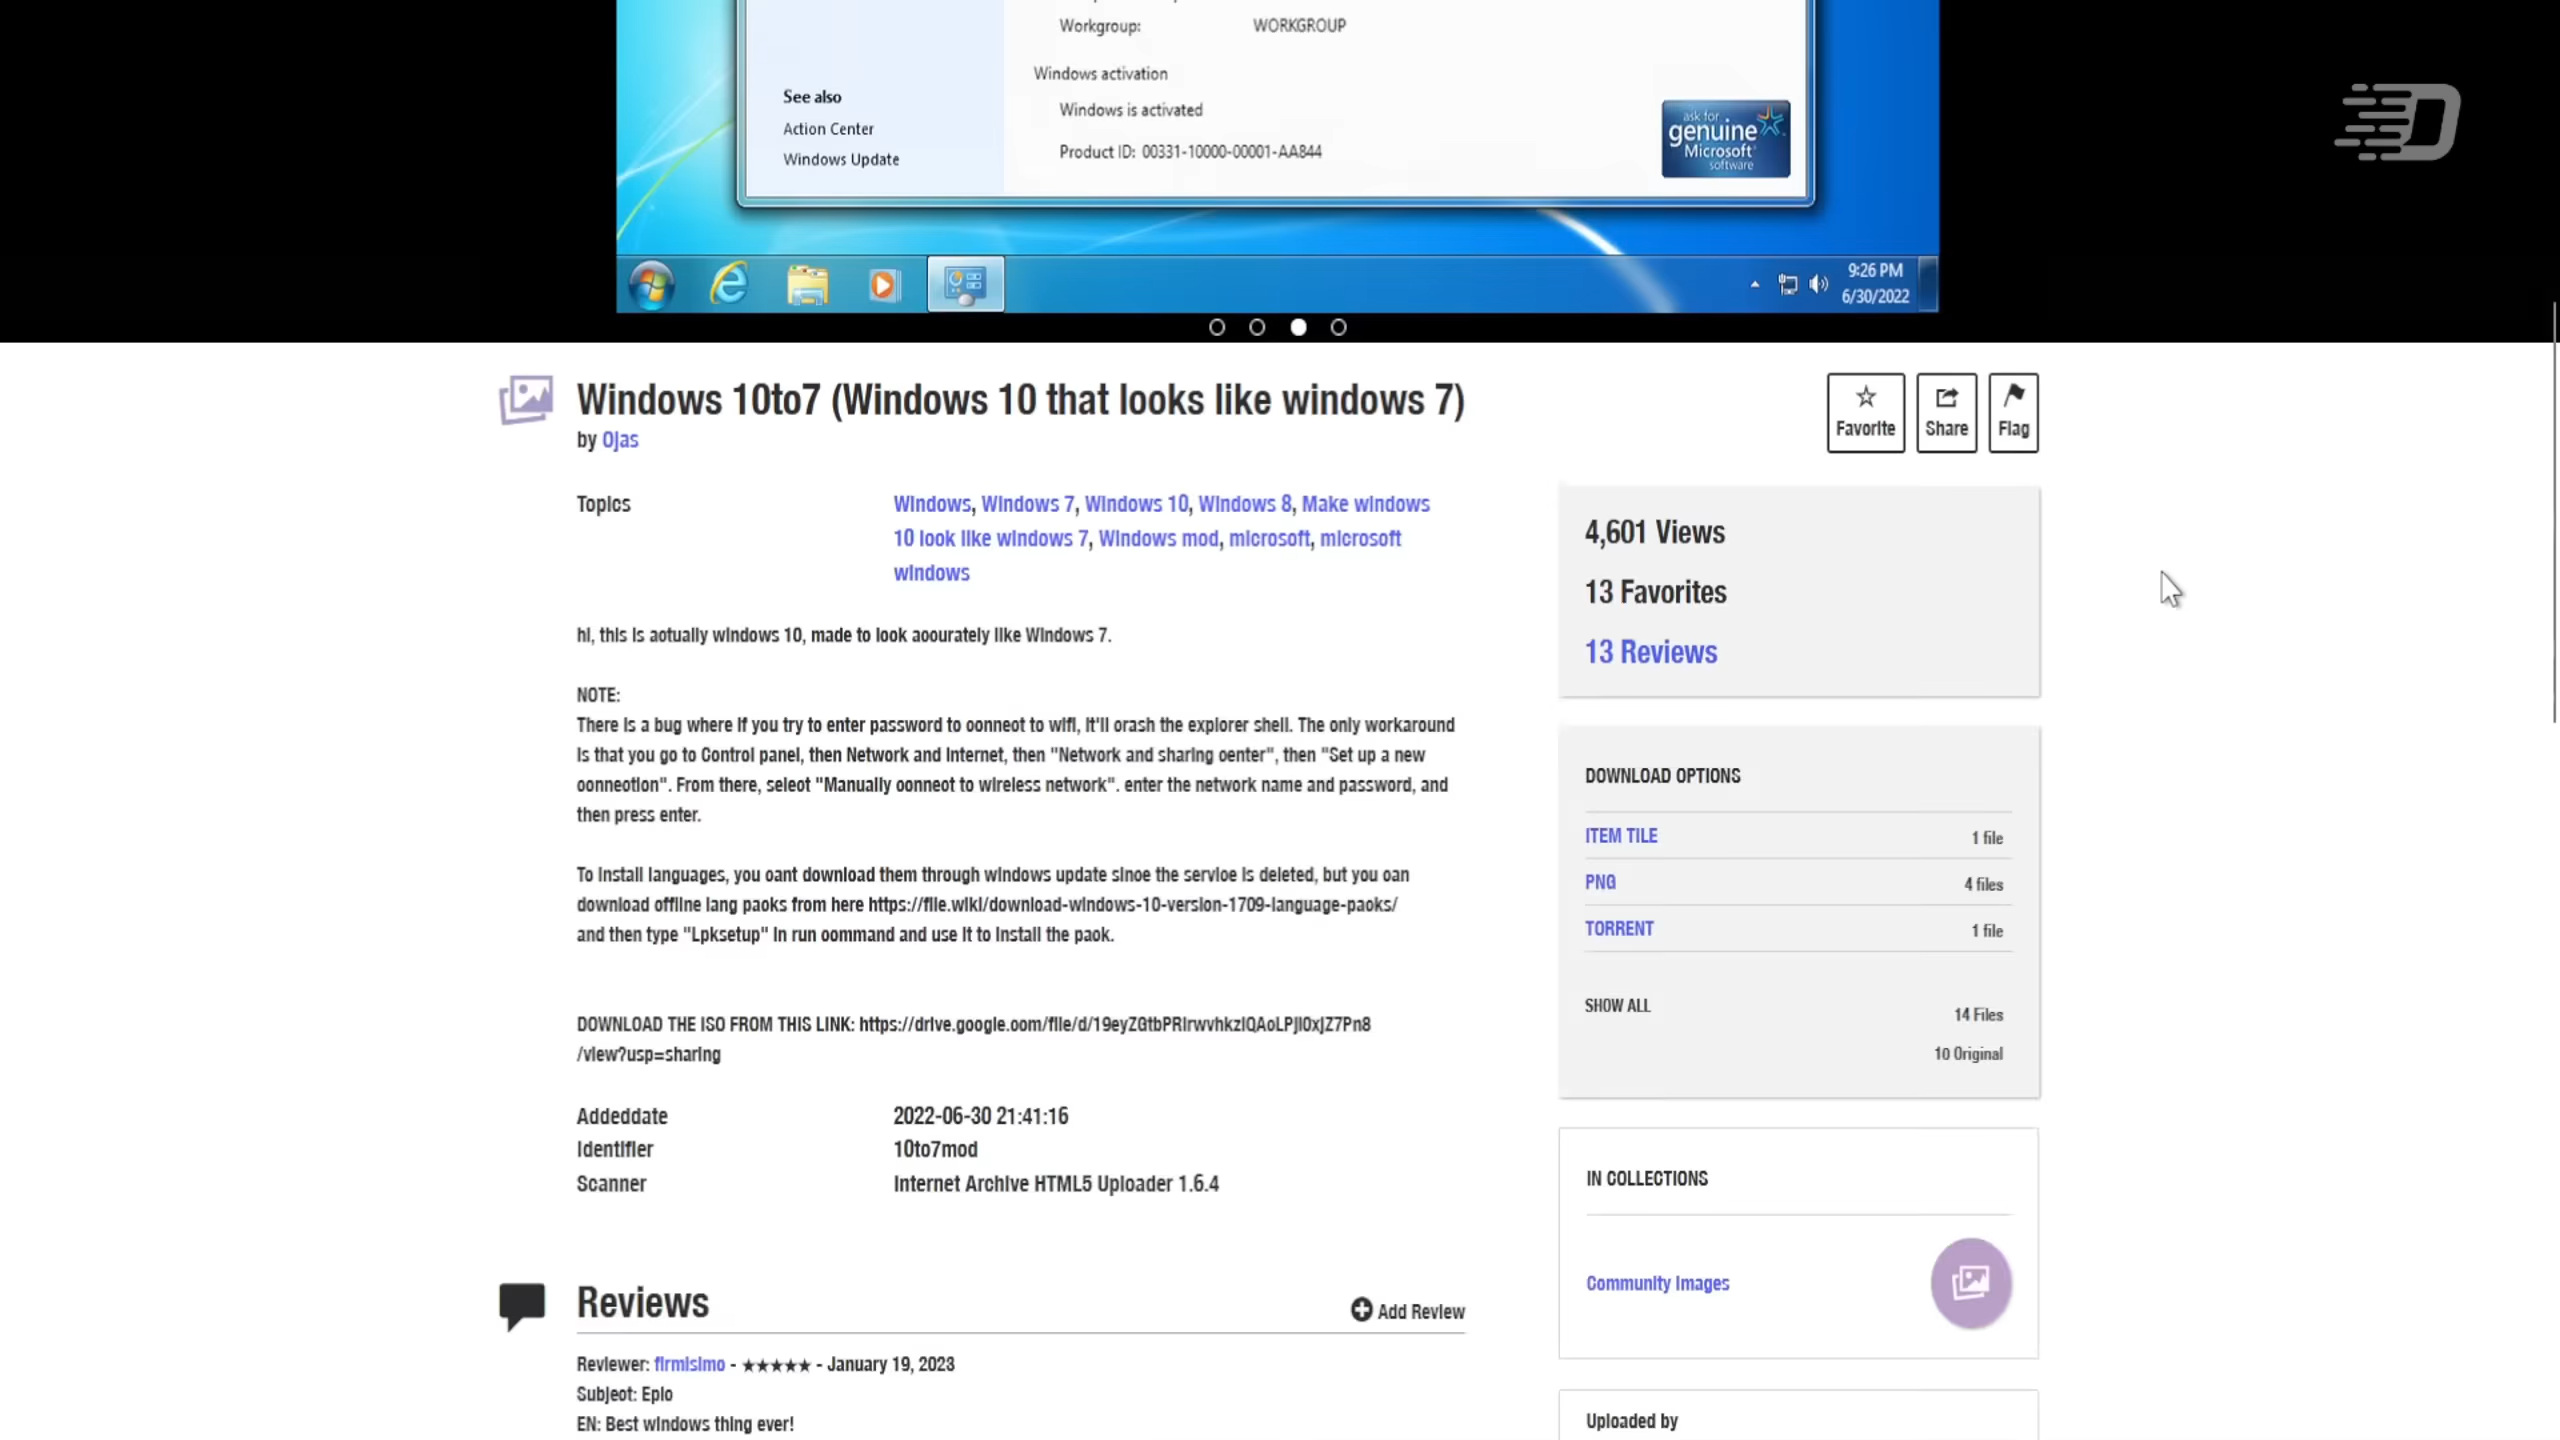 Workgroup: WORKGROUP
Windows activation
See also
Windows is activated
Action Center
Product ID: 00331-10000-00001-AA844
Windows Update
ask for
genuine
Microsoft
software
9:26 PM
6/30/2022
Windows 10to7 (Windows 10 that looks like windows 7)
by Ojas
Favorite
Share
Flag
Topics
Windows, Windows 7, Windows 10, Windows 8, Make windows
10 look like windows 7, Windows mod, microsoft, microsoft
windows
hi, this is actually windows 10, made to look accurately like Windows 7.
NOTE:
There is a bug where if you try to enter password to connect to wifi, it'll crash the explorer shell. The only workaround
is that you go to Control panel, then Network and Internet, then "Network and sharing center", then "Set up a new
connection". From there, select "Manually connect to wireless network". enter the network name and password, and
then press enter.
To install languages, you cant download them through windows update since the service is deleted, but you can
download offline lang packs from here https://file.wiki/download-windows-10-version-1709-language-packs/
and then type "Lpksetup" in run command and use it to install the pack.
DOWNLOAD THE ISO FROM THIS LINK:
/view?usp=sharing
Addeddate 2022-06-30 21:41:16
Identifier 10to7mod
Scanner Internet Archive HTML5 Uploader 1.6.4
Reviews
Add Review
Reviewer: firmisimo - ★★★★★ - January 19, 2023
Subject: Epic
EN: Best windows thing ever!
4,601 Views
13 Favorites
13 Reviews
DOWNLOAD OPTIONS
ITEM TILE 1 file
PNG 4 files
TORRENT 1 file
SHOW ALL 14 Files
10 Original
IN COLLECTIONS
Community Images
Uploaded by